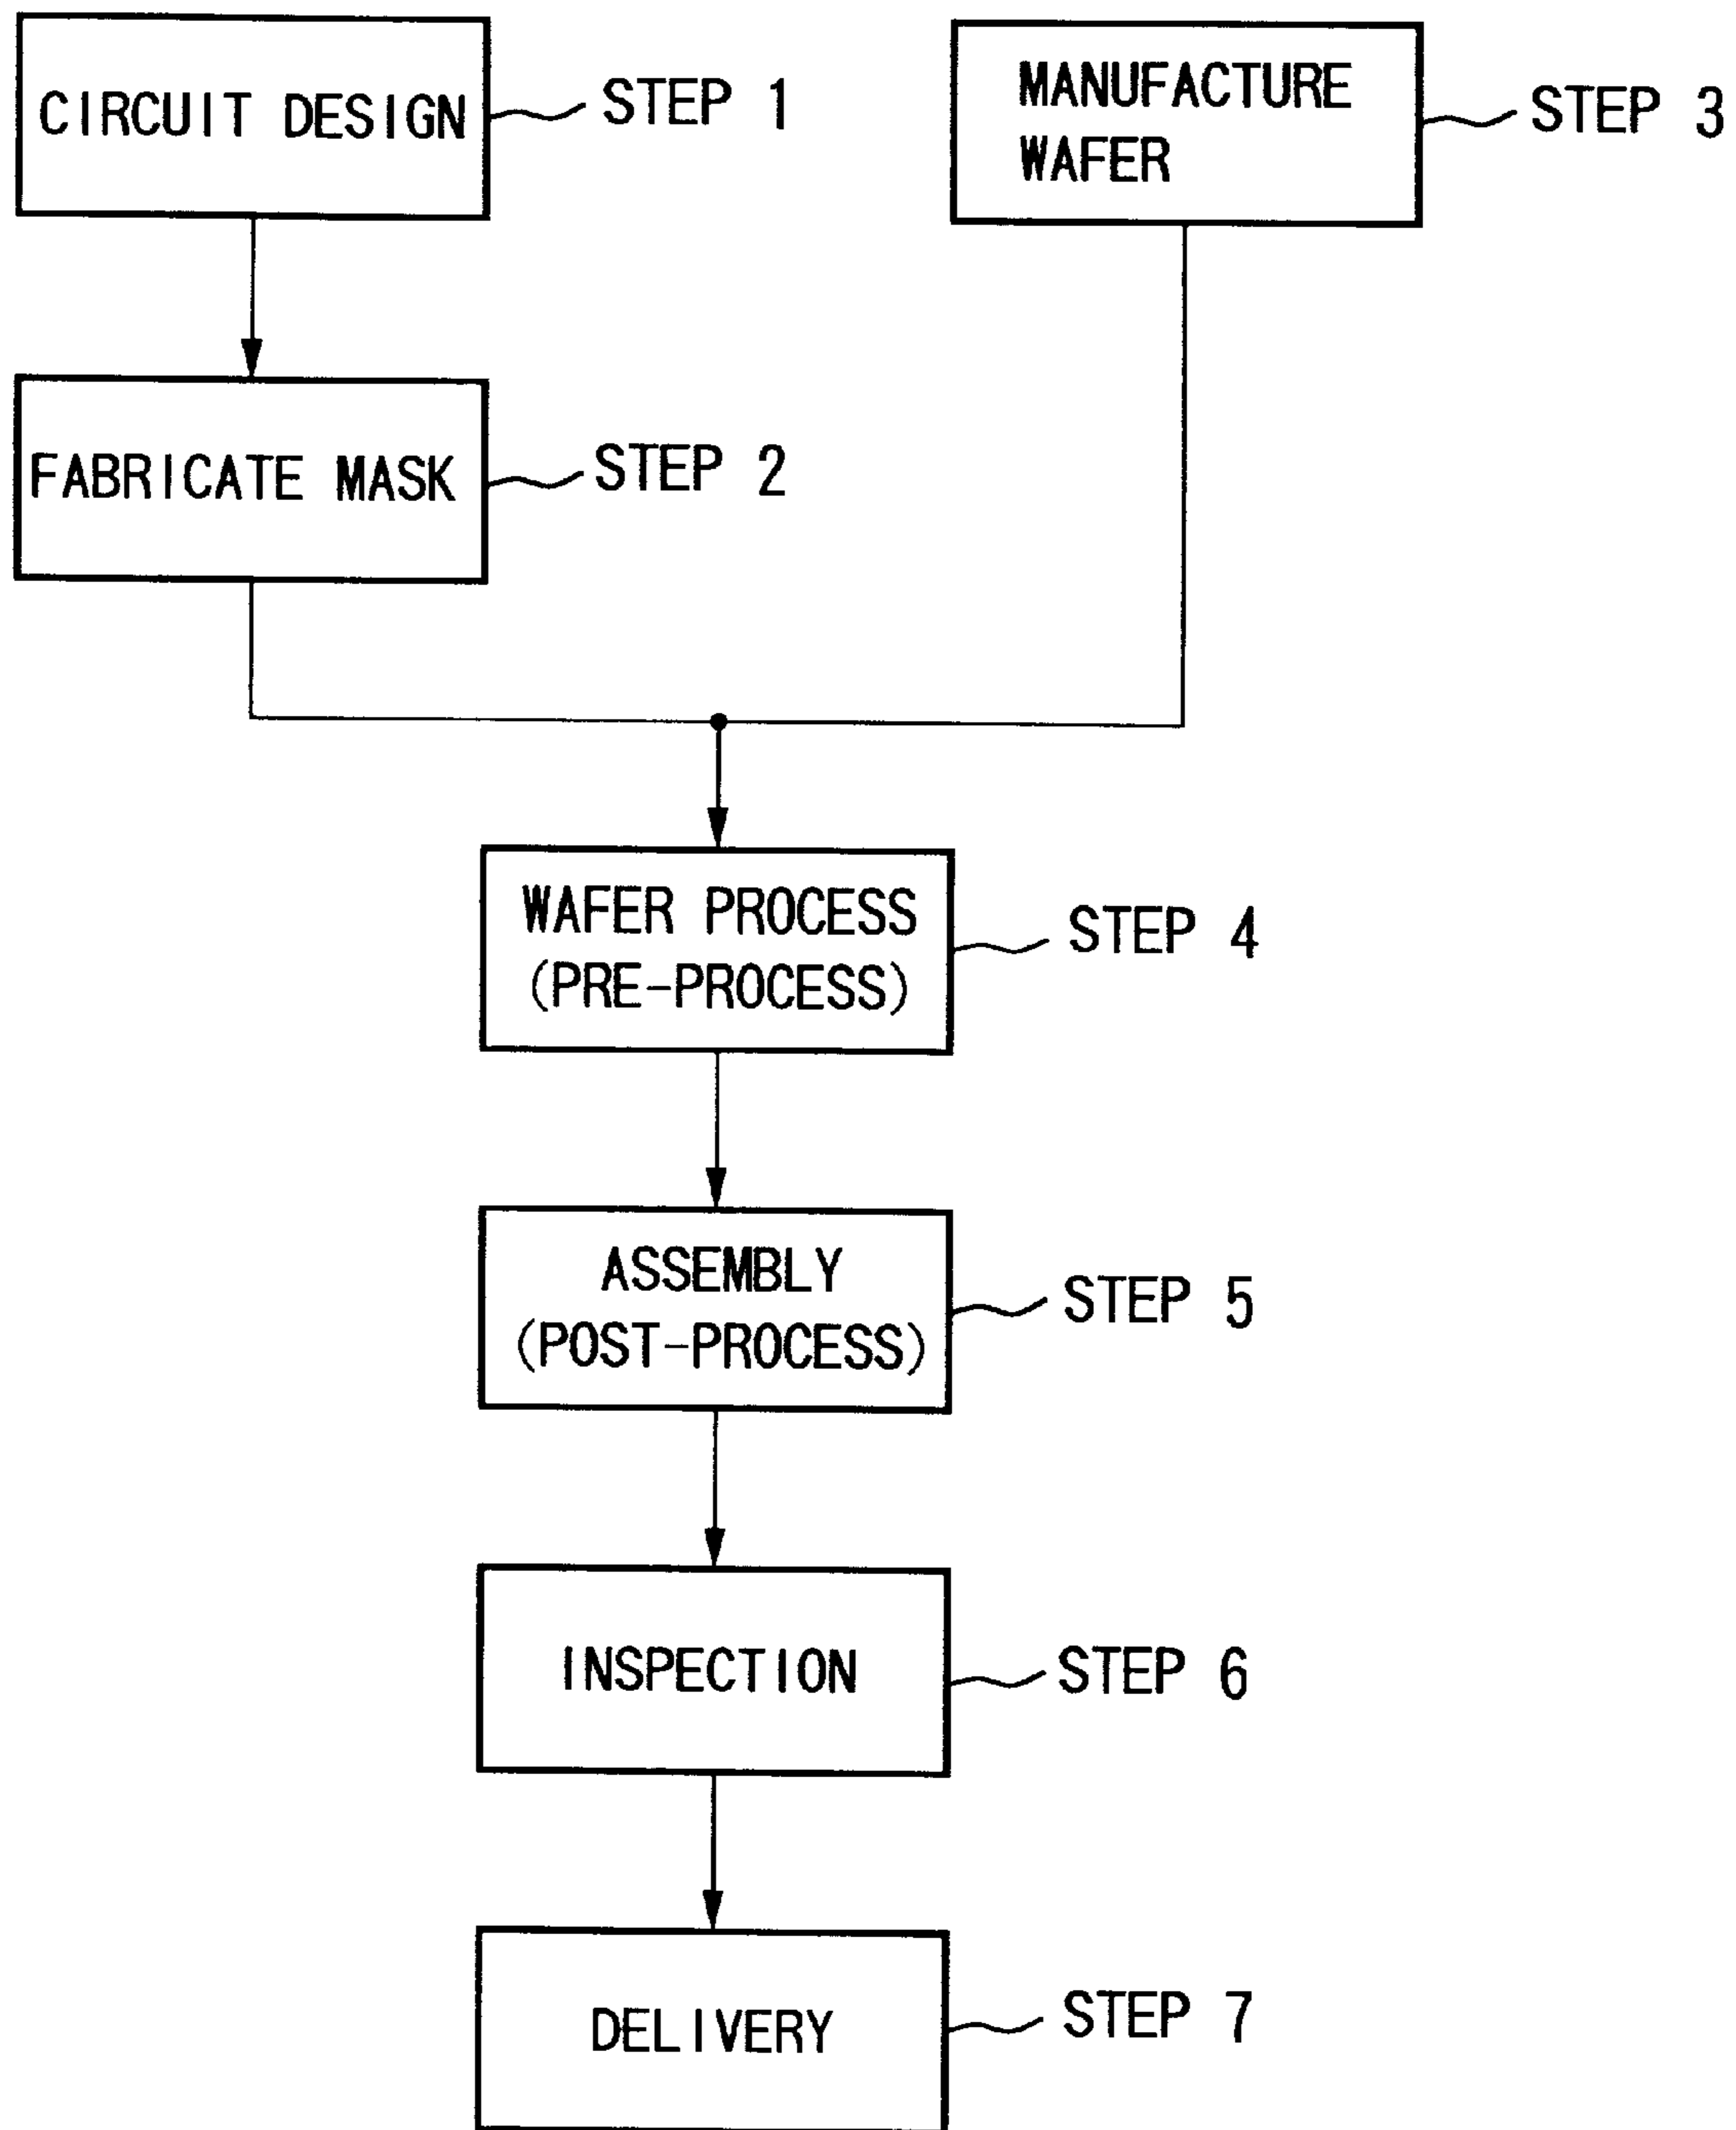 CIRCUIT DESIGN
STEP 1
MANUFACTURE
WAFER
STEP 3
FABRICATE MASK
STEP 2
WAFER PROCESS
(PRE-PROCESS)
STEP 4
ASSEMBLY
(POST-PROCESS)
STEP 5
INSPECTION
STEP 6
DELIVERY
STEP 7